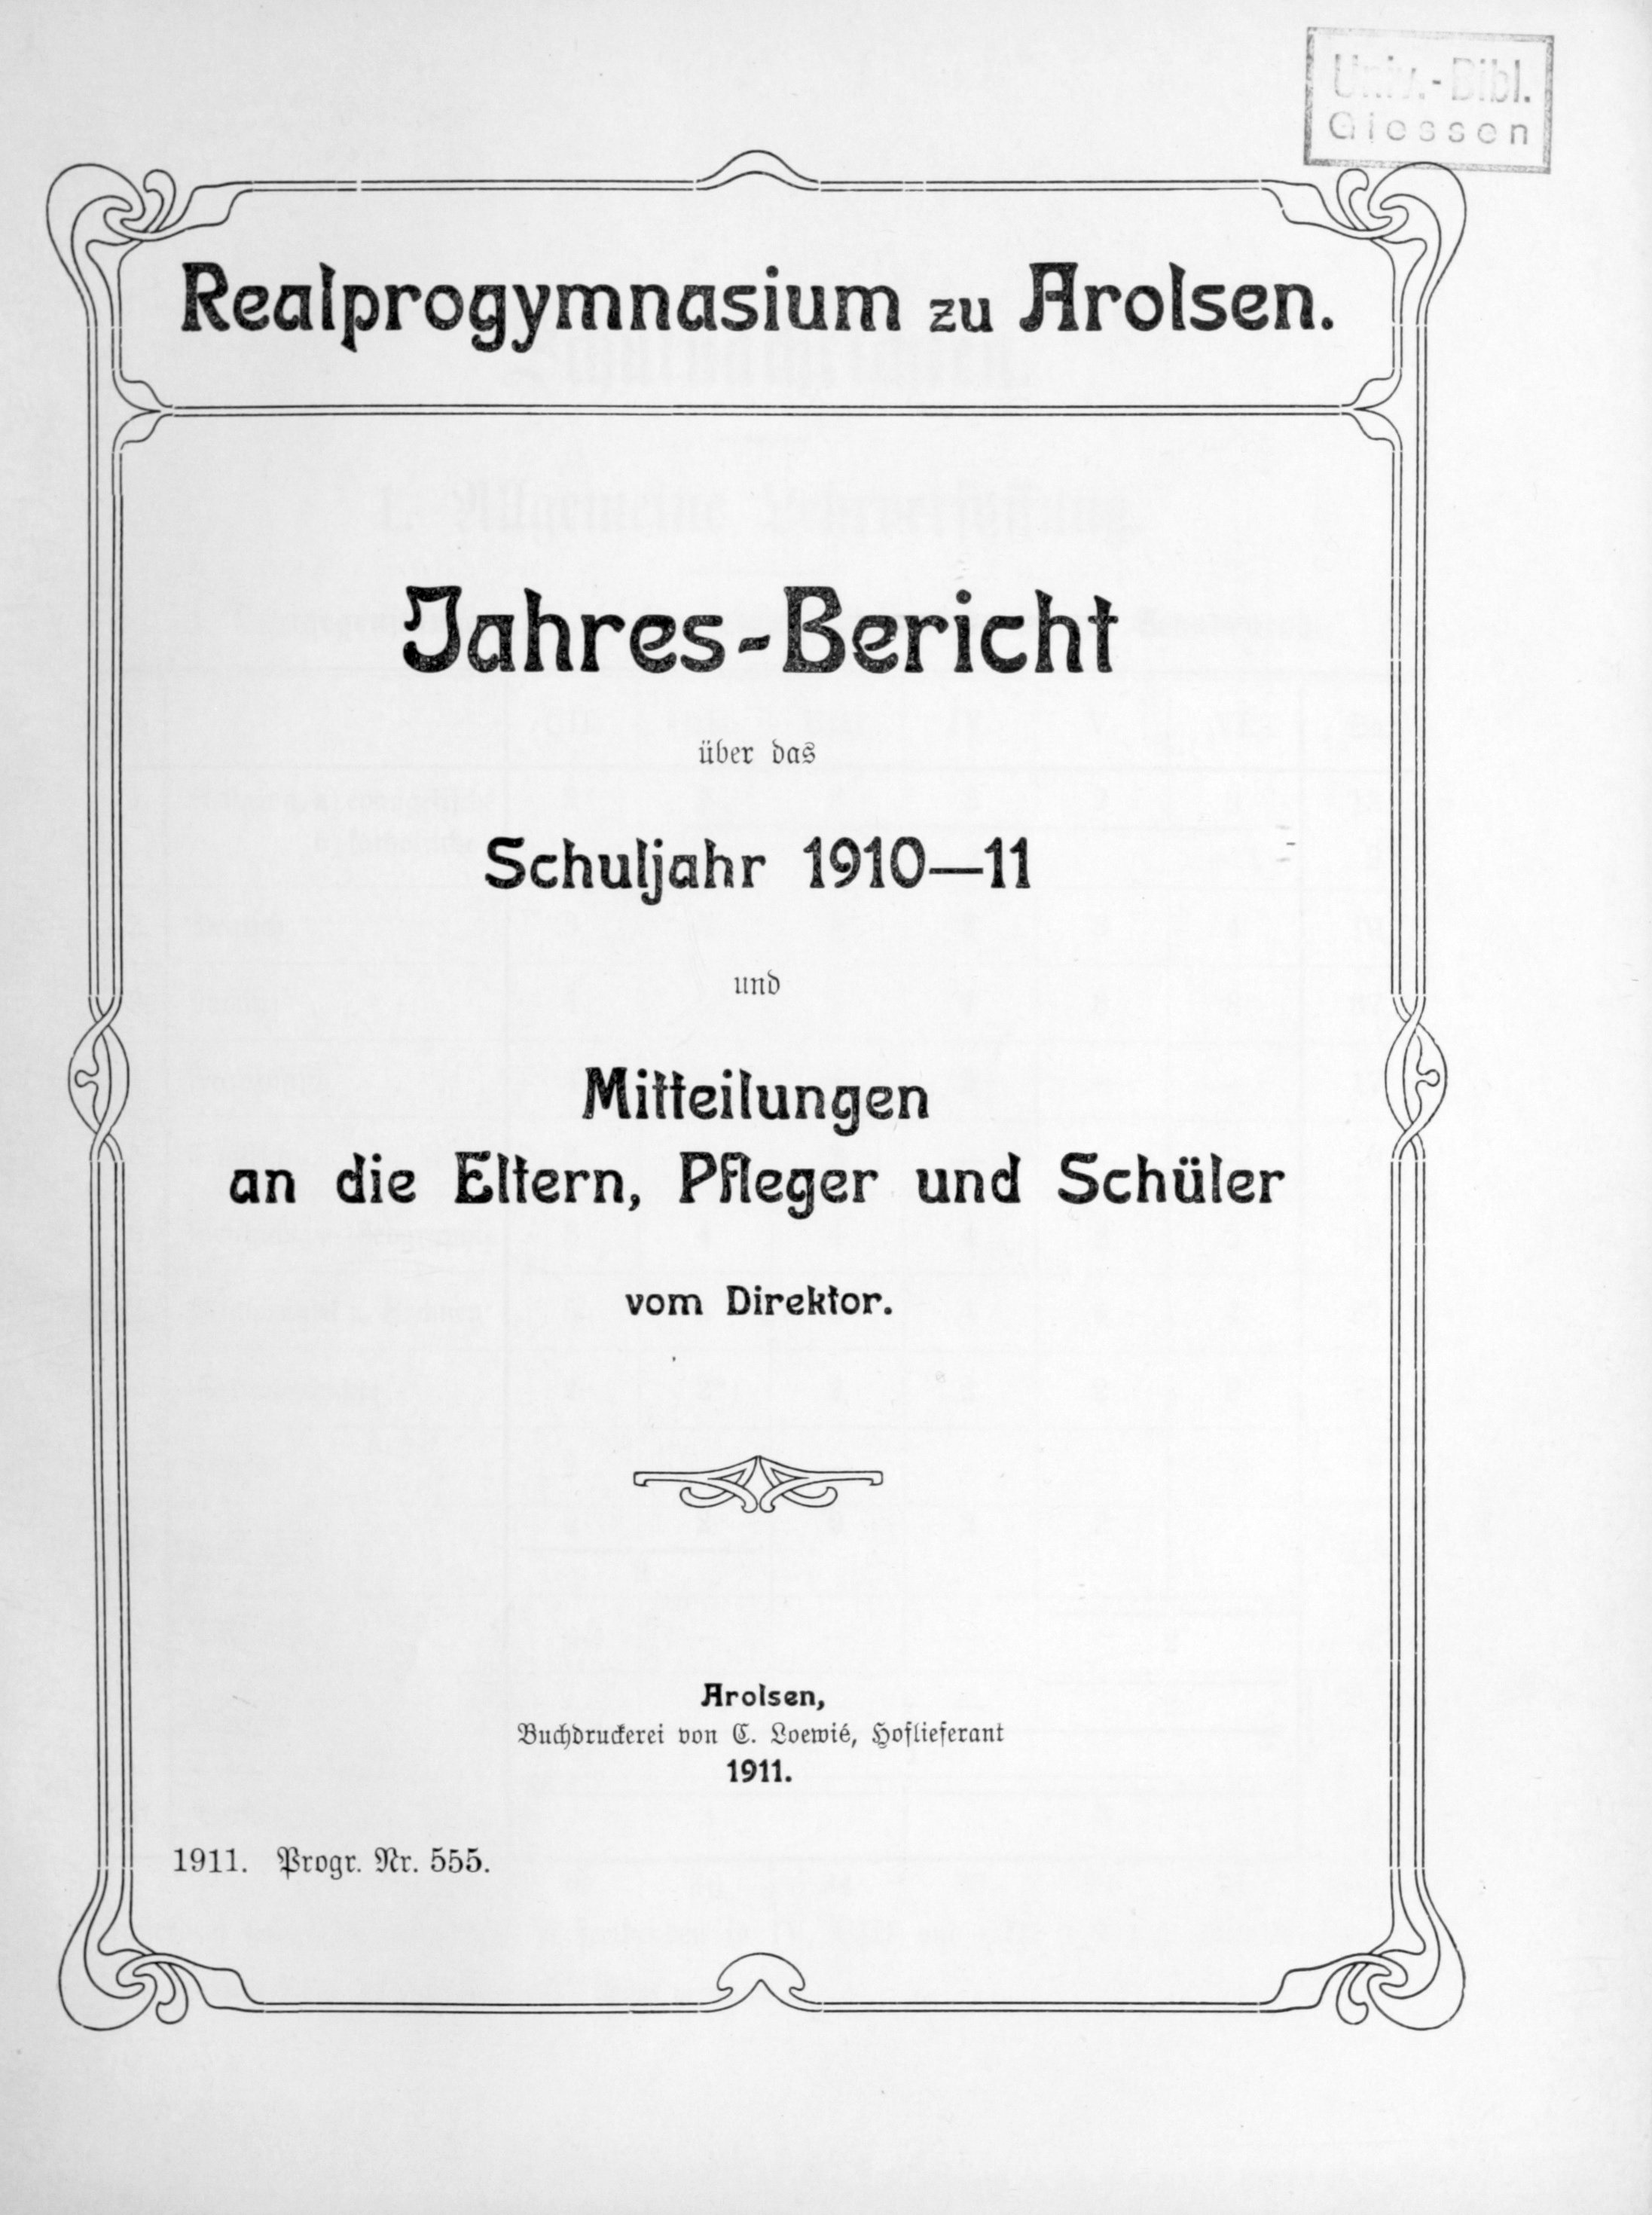 Univ.-Bibl.
Giessen
Realprogymnasium zu Arolsen.
Jahres-Bericht
über das
Schuljahr 1910—11
und
Mitteilungen
an die Eltern, Pfleger und Schüler
vom Direktor.
Arolsen,
Buchdruckerei von C. Loewié, Hoflieferant
1911.
1911. Progr. Nr. 555.